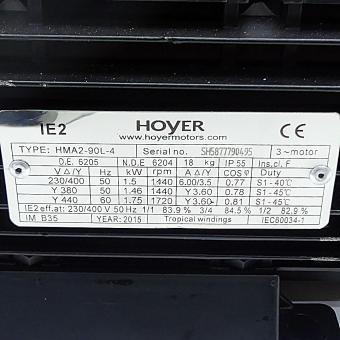 IE2 HOYER CE
www.hoyermotors.com
TYPE: HMA2-90L-4 Serial no. SH5877790495 3~motor
D.E. 6205 N.D.E 6204 18 kg IP 55 Ins.cl. F
V △/Y Hz kW rpm A △/Y COS φ Duty
230/400 50 1.5 1440 6.00/3.5 0.77 S1-40°C
Y 380 50 1.46 1440 Y3.60 0.78 S1-45°C
Y 440 60 1.75 1720 Y3.60 0.81 S1-45°C
IE2 eff.at: 230/400 V 50 Hz 1/1 83.9 % 3/4 84.5 % 1/2 82.9 %
IM B35 YEAR: 2015 Tropical windings IEC60034-1